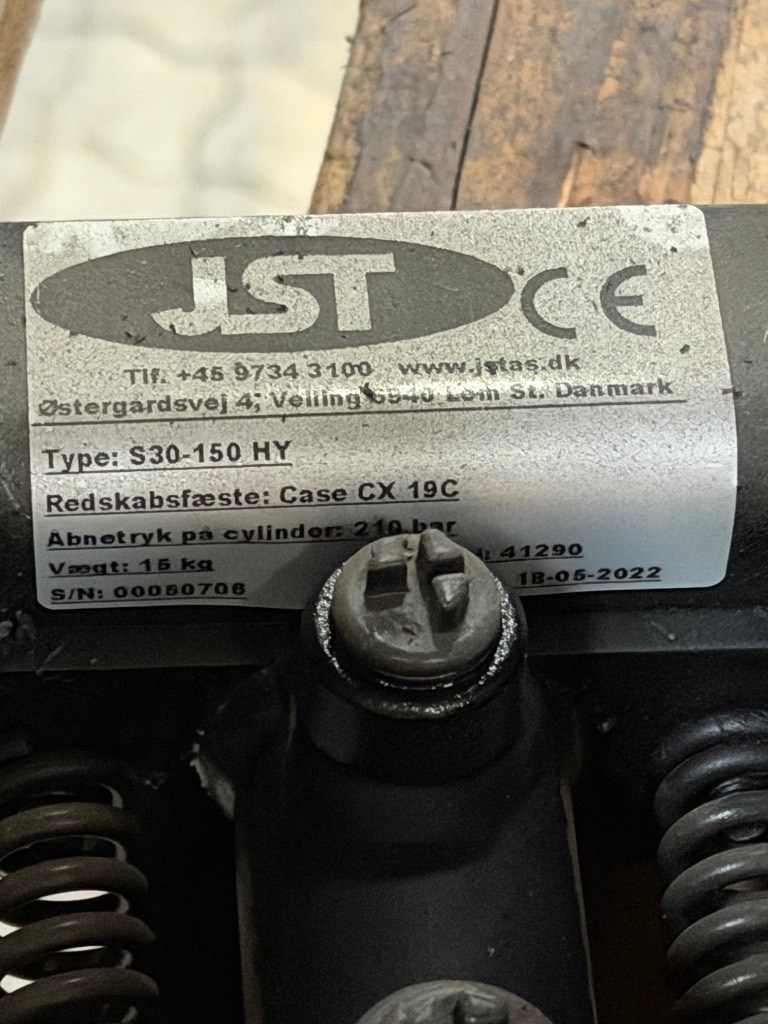 JST CE
Tlf. +45 9734 3100 www.jstas.dk
Østergårdsvej 4, Velling 6940 Lem St. Danmark
Type: S30-150 HY
Redskabsfæste: Case CX 19C
Åbnetryk på cylinder: 210 bar
Vægt: 15 kg 41290
S/N: 00050706 18-05-2022